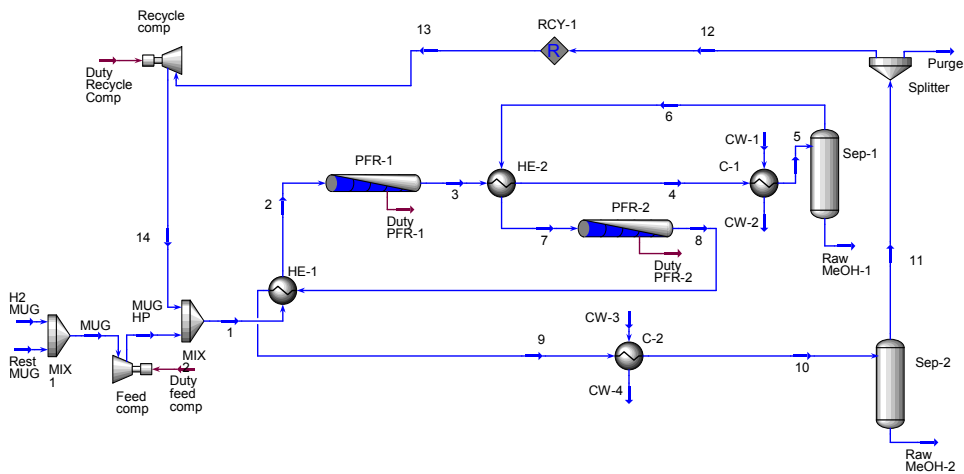 Recycle
comp
13
RCY-1
12
R
Purge
Splitter
Duty
Recycle
Comp
6
CW-1
5
PFR-1
HE-2
C-1
Sep-1
2
3
4
Duty
PFR-1
PFR-2
CW-2
7
8
14
HE-1
Duty
PFR-2
Raw
MeOH-1
11
H2
MUG
MUG
MUG
HP
1
CW-3
C-2
9
10
Sep-2
Rest
MUG
MIX
1
MIX
2
Duty
feed
comp
Feed
comp
CW-4
Raw
MeOH-2